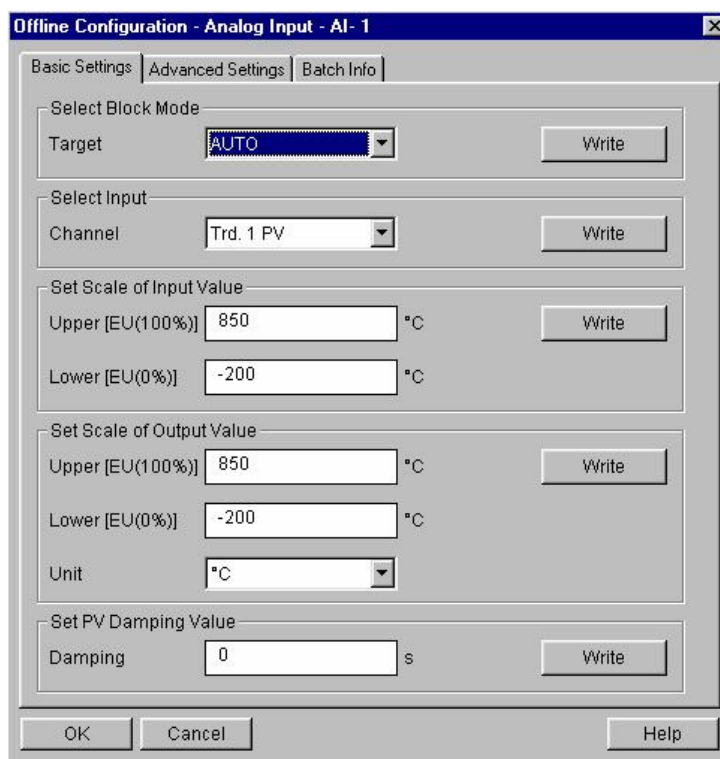 Offline Configuration - Analog Input - AI- 1
Basic Settings Advanced Settings Batch Info
Select Block Mode
Target AUTO Write
Select Input
Channel Trd. 1 PV Write
Set Scale of Input Value
Upper [EU(100%)] 850 °C Write
Lower [EU(0%)] -200 °C
Set Scale of Output Value
Upper [EU(100%)] 850 °C Write
Lower [EU(0%)] -200 °C
Unit °C
Set PV Damping Value
Damping 0 s Write
OK Cancel Help